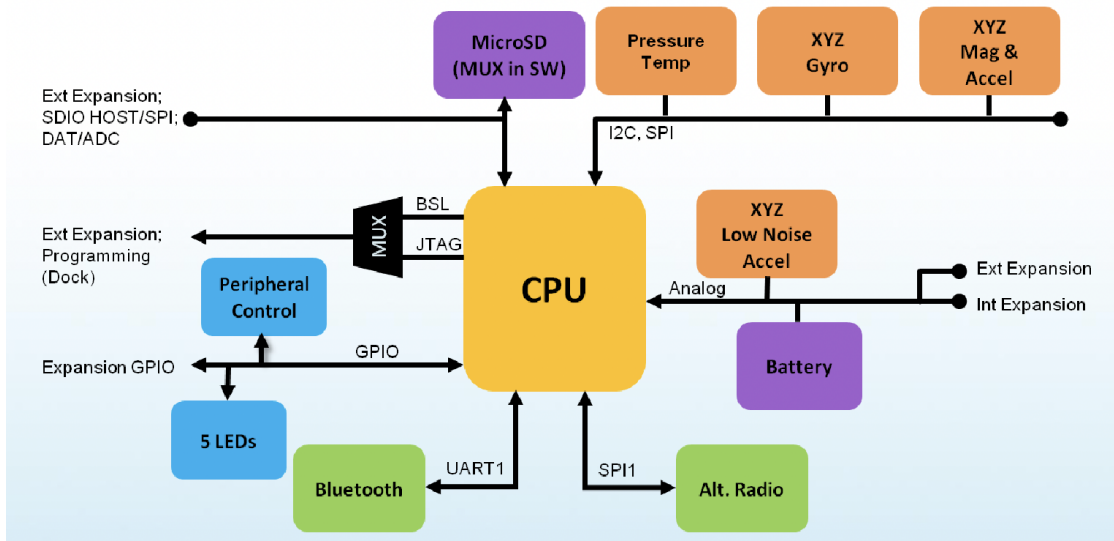 MicroSD
(MUX in SW)
Pressure
Temp
XYZ
Gyro
XYZ
Mag &
Accel
Ext Expansion;
SDIO HOST/SPI;
DAT/ADC
I2C, SPI
BSL
MUX
JTAG
Ext Expansion;
Programming
(Dock)
XYZ
Low Noise
Accel
CPU
Analog
Ext Expansion
Int Expansion
Peripheral
Control
GPIO
Expansion GPIO
Battery
5 LEDs
UART1
Bluetooth
SPI1
Alt. Radio